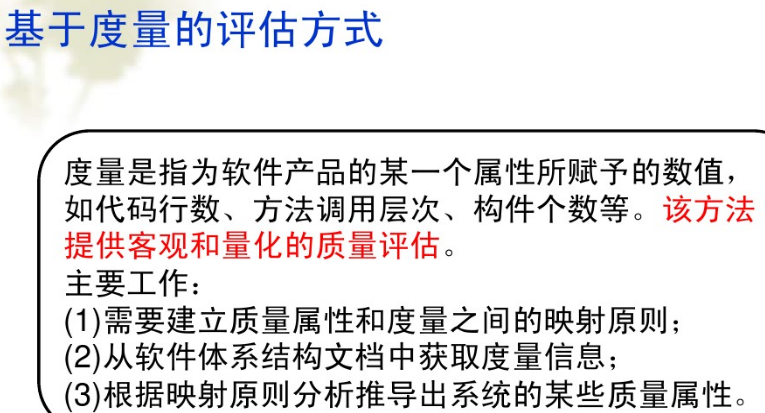 基于度量的评估方式
度量是指为软件产品的某一个属性所赋予的数值，
如代码行数、方法调用层次、构件个数等。该方法
提供客观和量化的质量评估。
主要工作：
(1)需要建立质量属性和度量之间的映射原则；
(2)从软件体系结构文档中获取度量信息；
(3)根据映射原则分析推导出系统的某些质量属性。